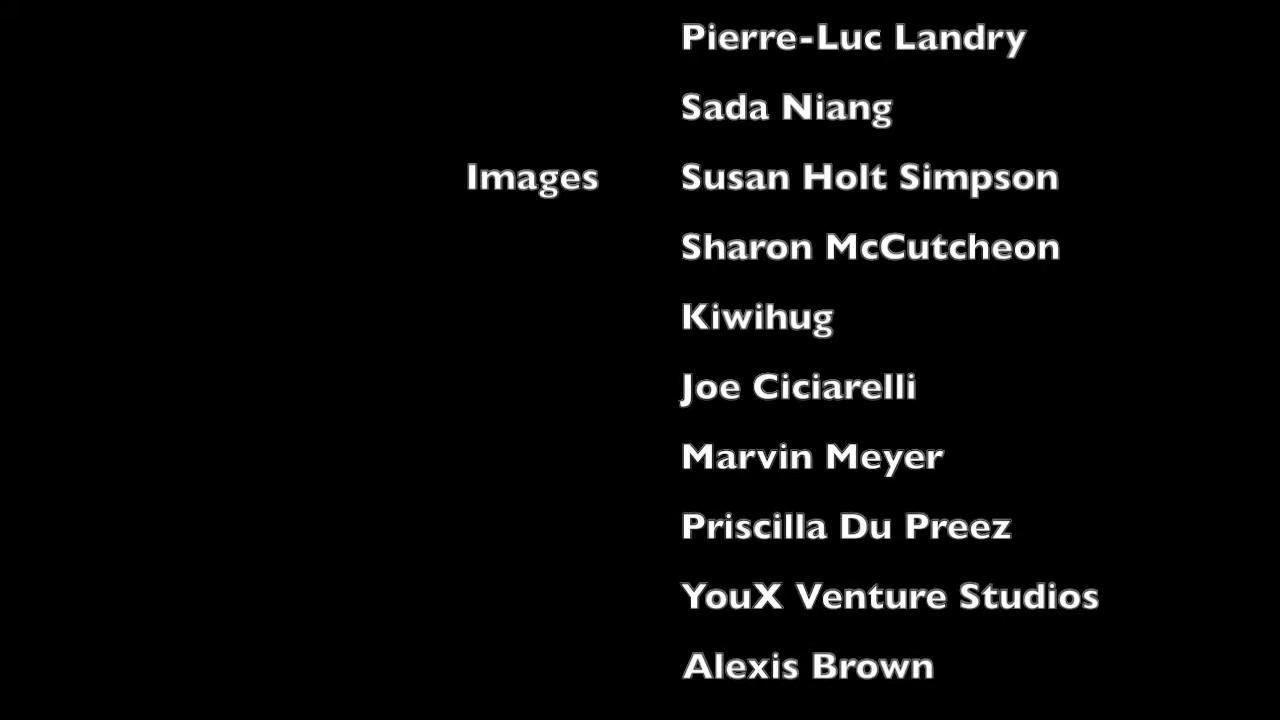 Pierre-Luc Landry
Sada Niang
Images Susan Holt Simpson
Sharon McCutcheon
Kiwihug
Joe Ciciarelli
Marvin Meyer
Priscilla Du Preez
YouX Venture Studios
Alexis Brown